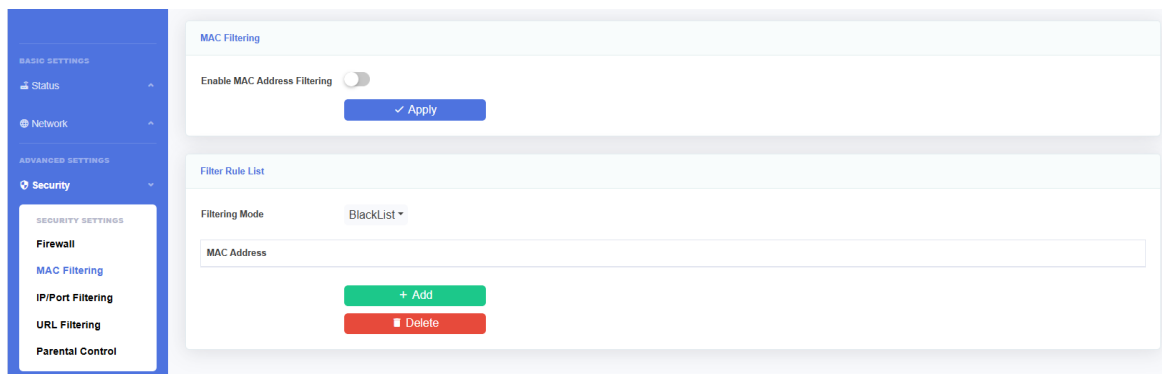 BASIC SETTINGS
Status
Network
ADVANCED SETTINGS
Security
SECURITY SETTINGS
Firewall
MAC Filtering
IP/Port Filtering
URL Filtering
Parental Control
MAC Filtering
Enable MAC Address Filtering
Apply
Filter Rule List
Filtering Mode BlackList
MAC Address
+ Add
Delete